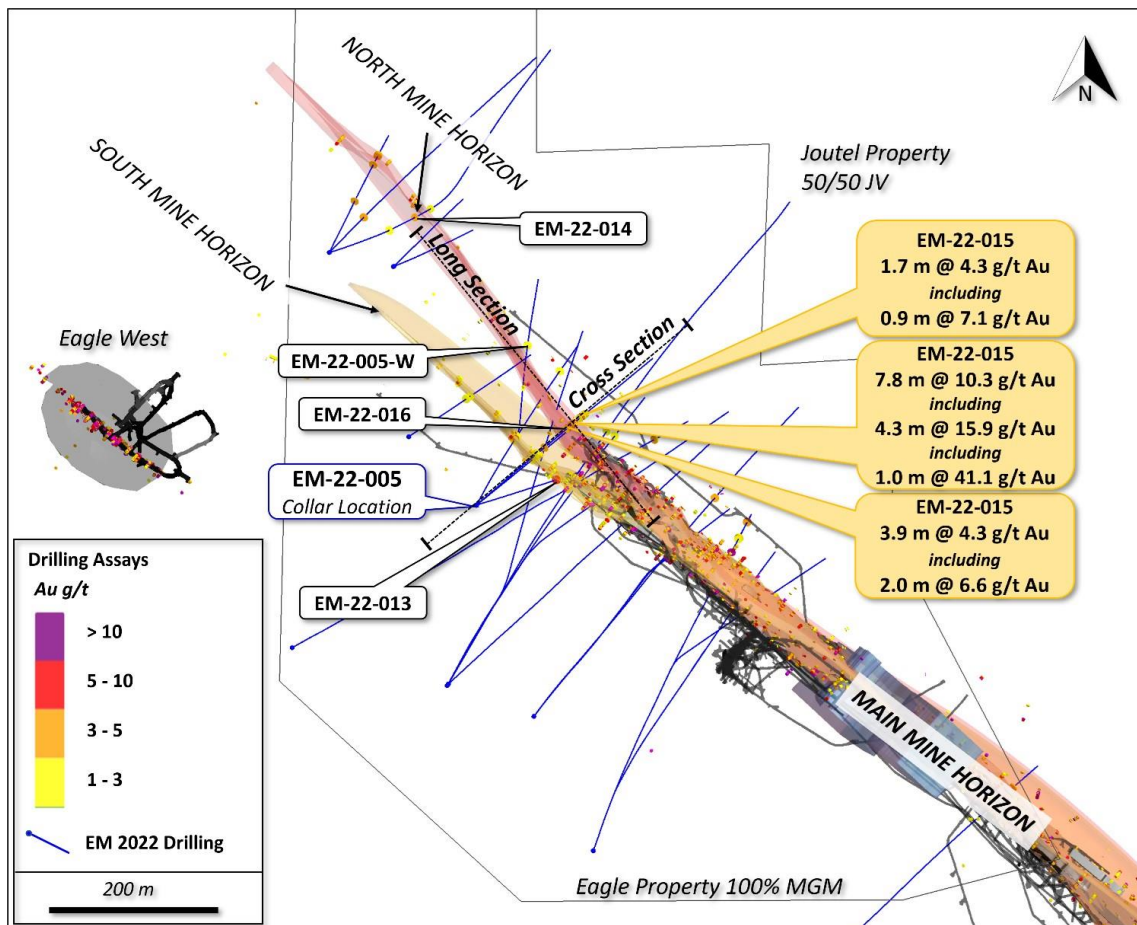 NORTH MINE HORIZON
SOUTH MINE HORIZON
N
Joutel Property
50/50 JV
EM-22-014
Long Section
Cross Section
EM-22-015
1.7 m @ 4.3 g/t Au
including
0.9 m @ 7.1 g/t Au
Eagle West
EM-22-005-W
EM-22-015
7.8 m @ 10.3 g/t Au
including
4.3 m @ 15.9 g/t Au
including
1.0 m @ 41.1 g/t Au
EM-22-016
EM-22-005
Collar Location
EM-22-015
3.9 m @ 4.3 g/t Au
including
2.0 m @ 6.6 g/t Au
EM-22-013
Drilling Assays
Au g/t
> 10
5 - 10
3 - 5
1 - 3
EM 2022 Drilling
200 m
MAIN MINE HORIZON
Eagle Property 100% MGM